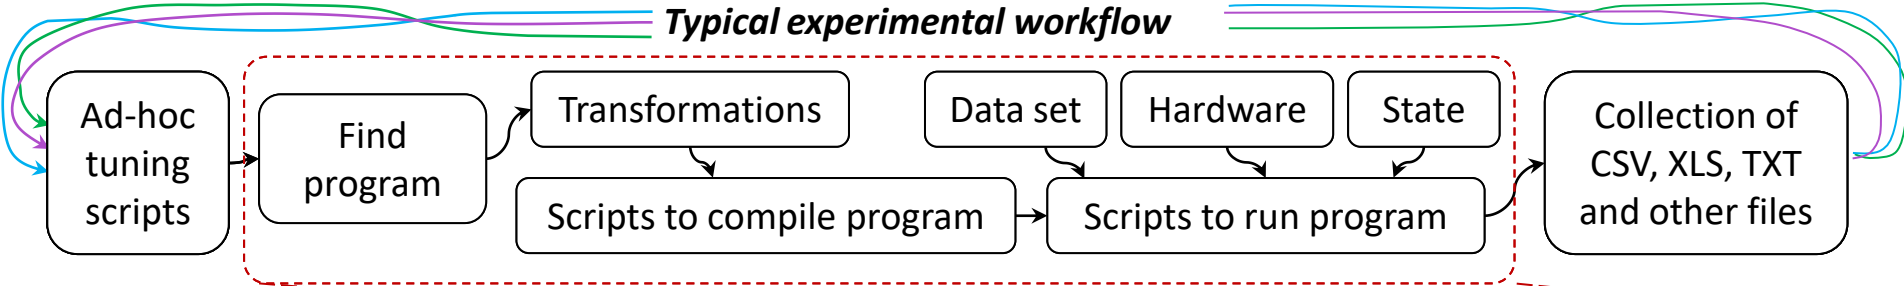 Typical experimental workflow
Ad-hoc
tuning
scripts
Find
program
Transformations
Data set
Hardware
State
Scripts to compile program
Scripts to run program
Collection of
CSV, XLS, TXT
and other files